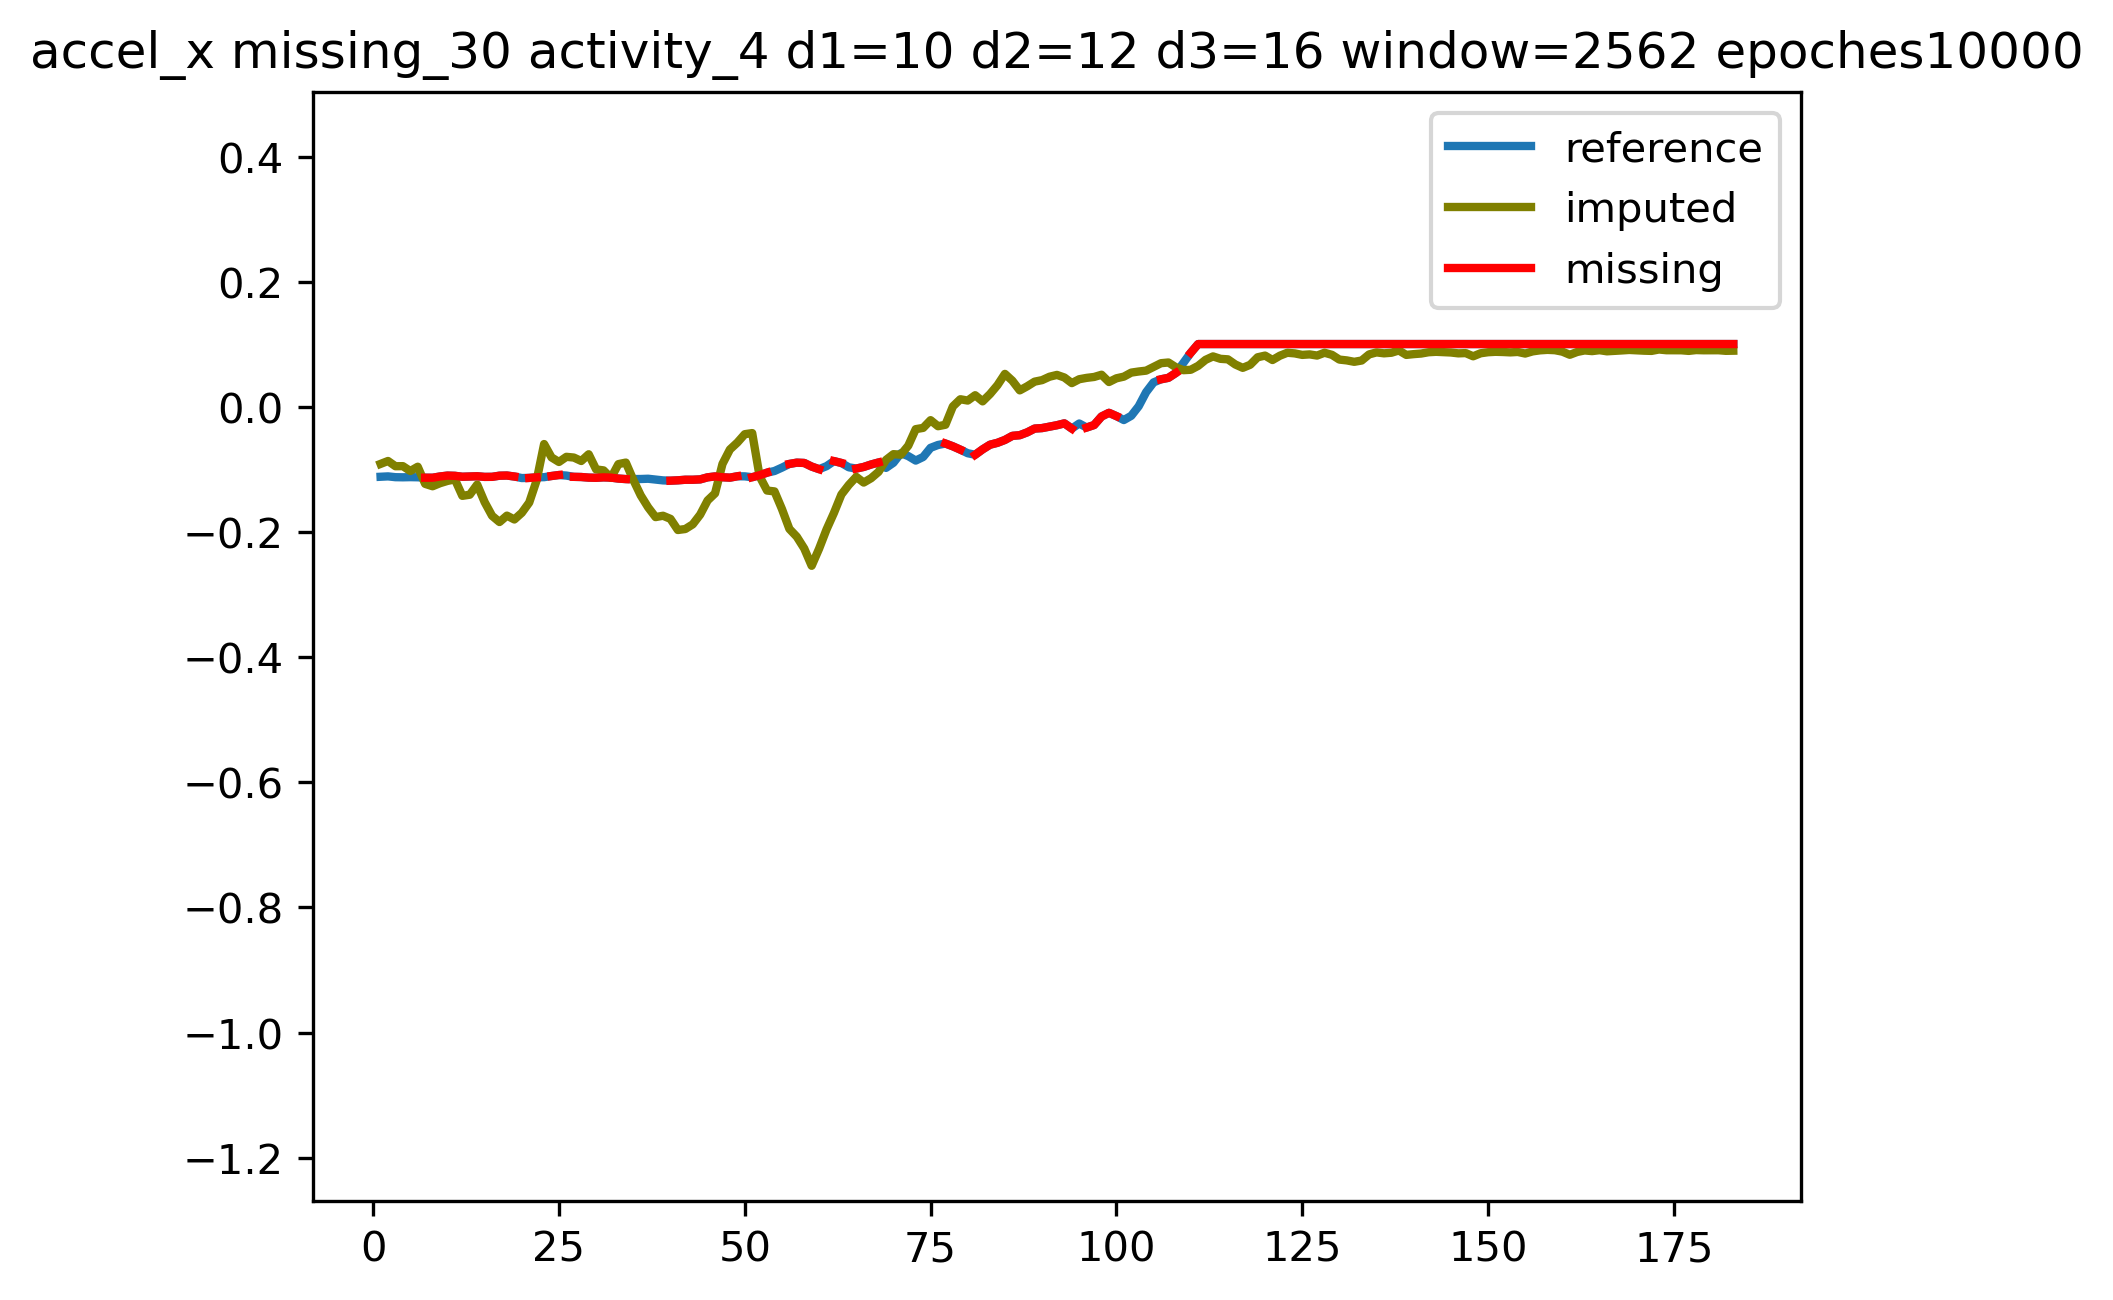 accel_x missing_30 activity_4 d1=10 d2=12 d3=16 window=2562 epoches10000
reference
imputed
missing
0.4
0.2
0.0
−0.2
−0.4
−0.6
−0.8
−1.0
−1.2
0 25 50 75 100 125 150 175